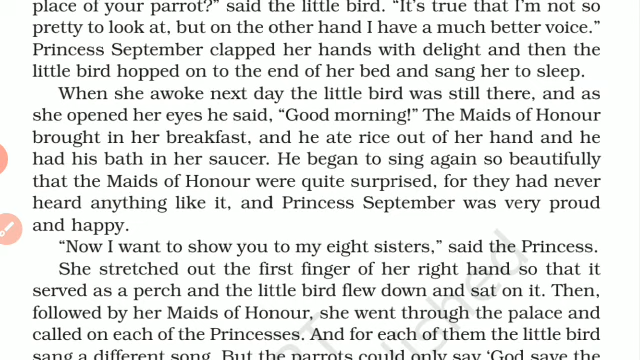 place of your parrot?” said the little bird. “It’s true that I’m not so
pretty to look at, but on the other hand I have a much better voice.”
Princess September clapped her hands with delight and then the
little bird hopped on to the end of her bed and sang her to sleep.
When she awoke next day the little bird was still there, and as
she opened her eyes he said, “Good morning!” The Maids of Honour
brought in her breakfast, and he ate rice out of her hand and he
had his bath in her saucer. He began to sing again so beautifully
that the Maids of Honour were quite surprised, for they had never
heard anything like it, and Princess September was very proud
and happy.
“Now I want to show you to my eight sisters,” said the Princess.
She stretched out the first finger of her right hand so that it
served as a perch and the little bird flew down and sat on it. Then,
followed by her Maids of Honour, she went through the palace and
called on each of the Princesses. And for each of them the little bird
sang a different song. But the parrots could only say ‘God save the